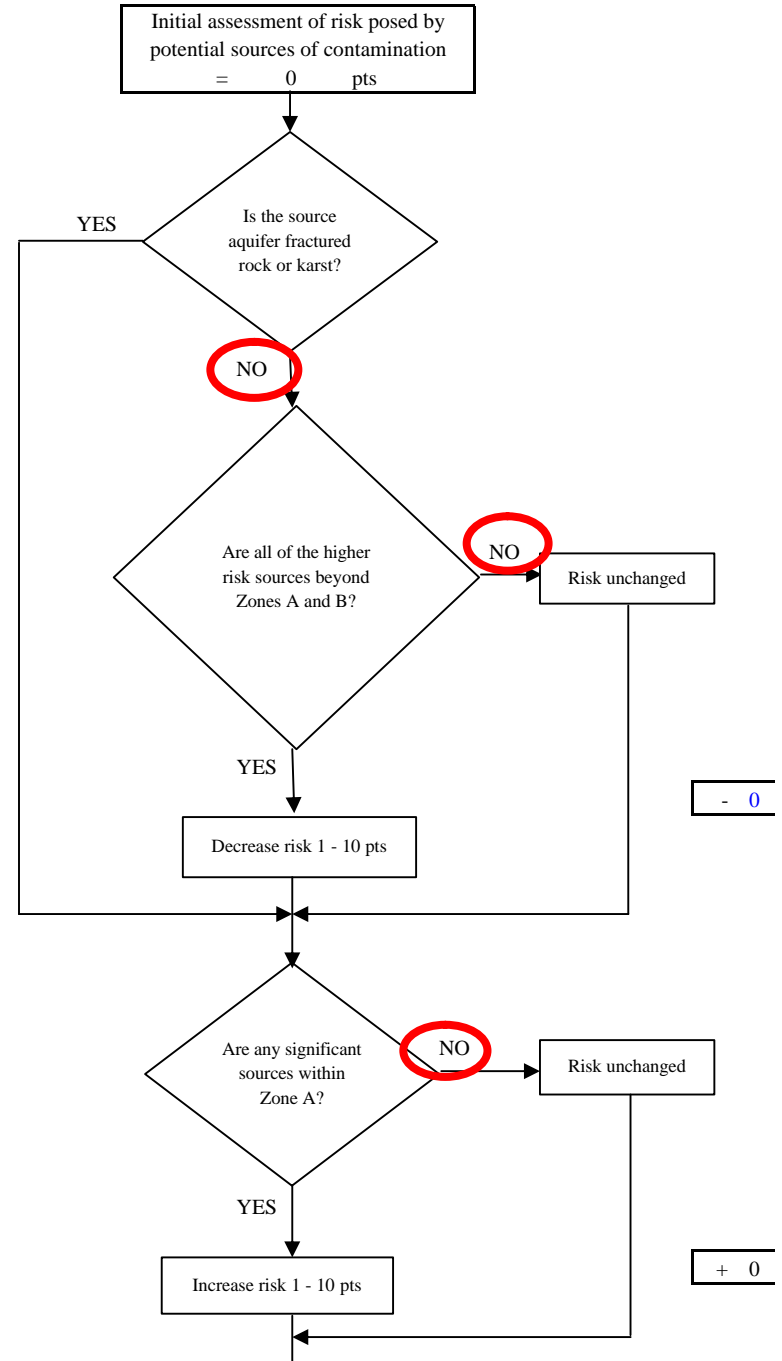 Initial assessment of risk posed by
potential sources of contamination
= 0 pts
YES
Is the source
aquifer fractured
rock or karst?
NO
Are all of the higher
risk sources beyond
Zones A and B?
NO
Risk unchanged
YES
- 0
Decrease risk 1 - 10 pts
Are any significant
sources within
Zone A?
NO
Risk unchanged
YES
+ 0
Increase risk 1 - 10 pts